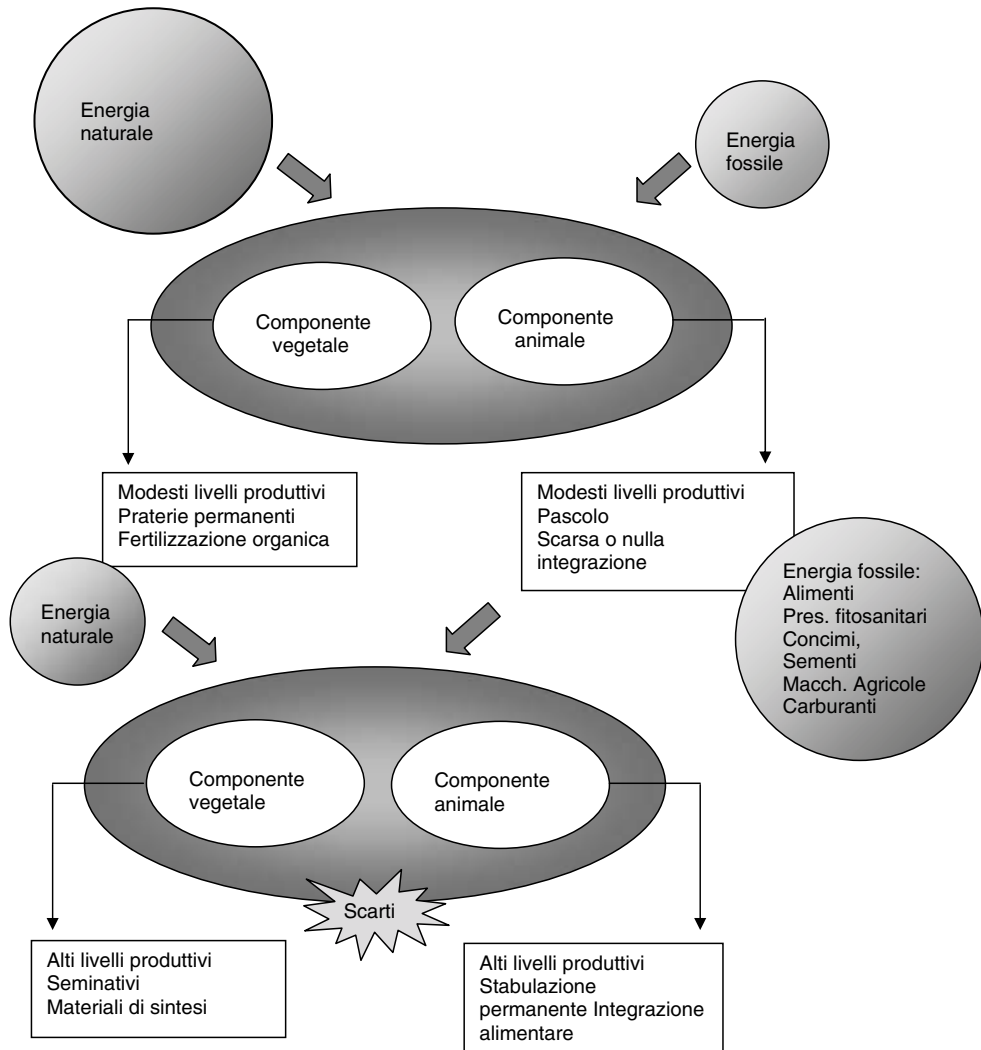 Energia
naturale
Energia
fossile
Componente
vegetale
Componente
animale
Modesti livelli produttivi
Praterie permanenti
Fertilizzazione organica
Modesti livelli produttivi
Pascolo
Scarsa o nulla
integrazione
Energia
naturale
Energia fossile:
Alimenti
Pres. fitosanitari
Concimi,
Sementi
Macch. Agricole
Carburanti
Componente
vegetale
Componente
animale
Scarti
Alti livelli produttivi
Seminativi
Materiali di sintesi
Alti livelli produttivi
Stabulazione
permanente Integrazione
alimentare